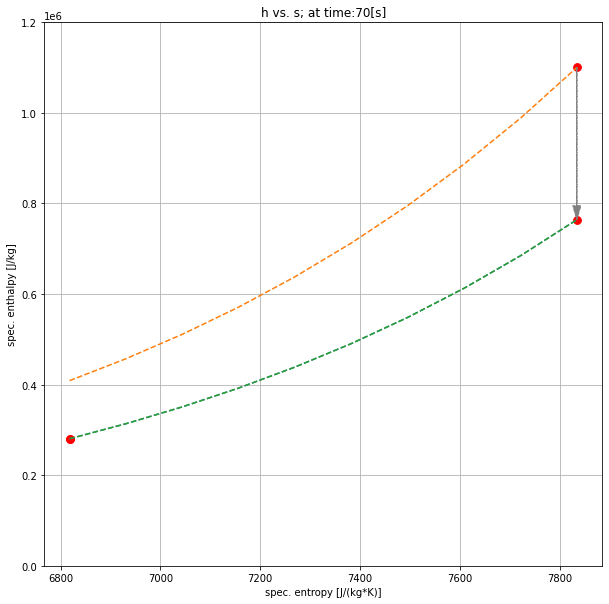 h vs. s; at time:70[s]
1e6
1.2
1.0
0.8
0.6
0.4
0.2
0.0
spec. enthalpy [J/kg]
6800 7000 7200 7400 7600 7800
spec. entropy [J/(kg*K)]